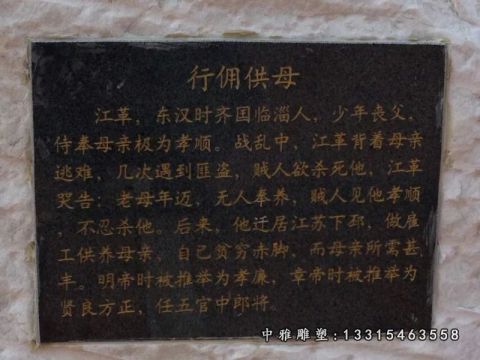 行佣供母
江革，东汉时齐国临淄人，少年丧父，
侍奉母亲极为孝顺。战乱中，江革背着母亲
逃难，几次遇到匪盗，贼人欲杀死他，江革
哭告：老母年迈，无人奉养，贼人见他孝顺
，不忍杀他。后来，他迁居江苏下邳，做雇
工供养母亲，自己贫穷赤脚，而母亲所需甚
丰。明帝时被推举为孝廉，章帝时被推举为
贤良方正，任五官中郎将。
中雅雕塑:13315463558